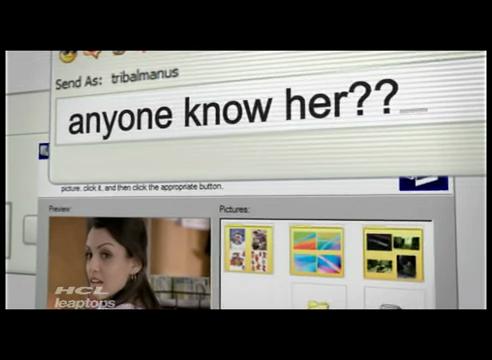 Send As: tribalmanus
anyone know her??
picture, click it, and then click the appropriate button.
Preview:
Pictures:
HCL
leaptops